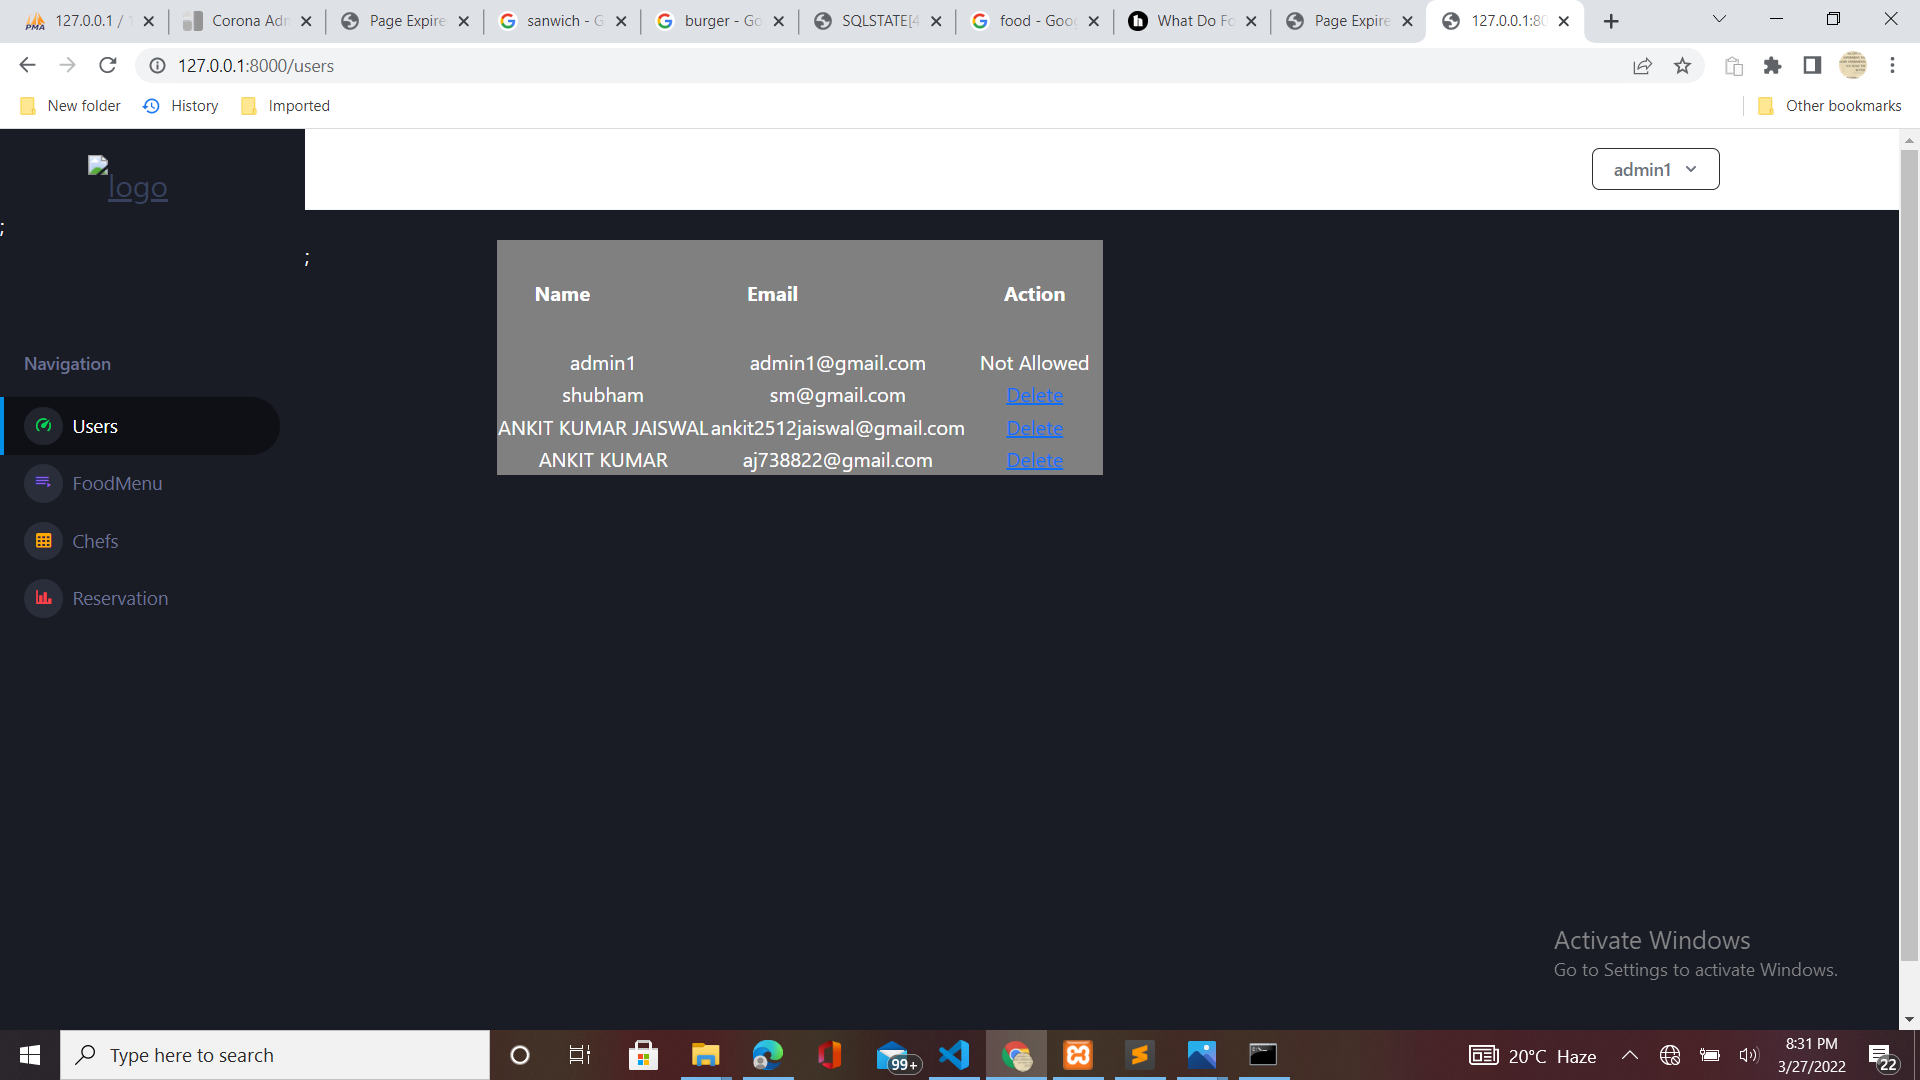 127.0.0.1 / 1
Corona Adn
Page Expire
sanwich - G
burger - Go
SQLSTATE[4
food - Goog
What Do Fo
Page Expire
127.0.0.1:80
127.0.0.1:8000/users
New folder
History
Imported
Other bookmarks
logo
admin1
;
;
Name Email Action
admin1 admin1@gmail.com Not Allowed
shubham sm@gmail.com Delete
ANKIT KUMAR JAISWAL ankit2512jaiswal@gmail.com Delete
ANKIT KUMAR aj738822@gmail.com Delete
Navigation
Users
FoodMenu
Chefs
Reservation
Activate Windows
Go to Settings to activate Windows.
Type here to search
99+
20°C Haze
8:31 PM
3/27/2022
22